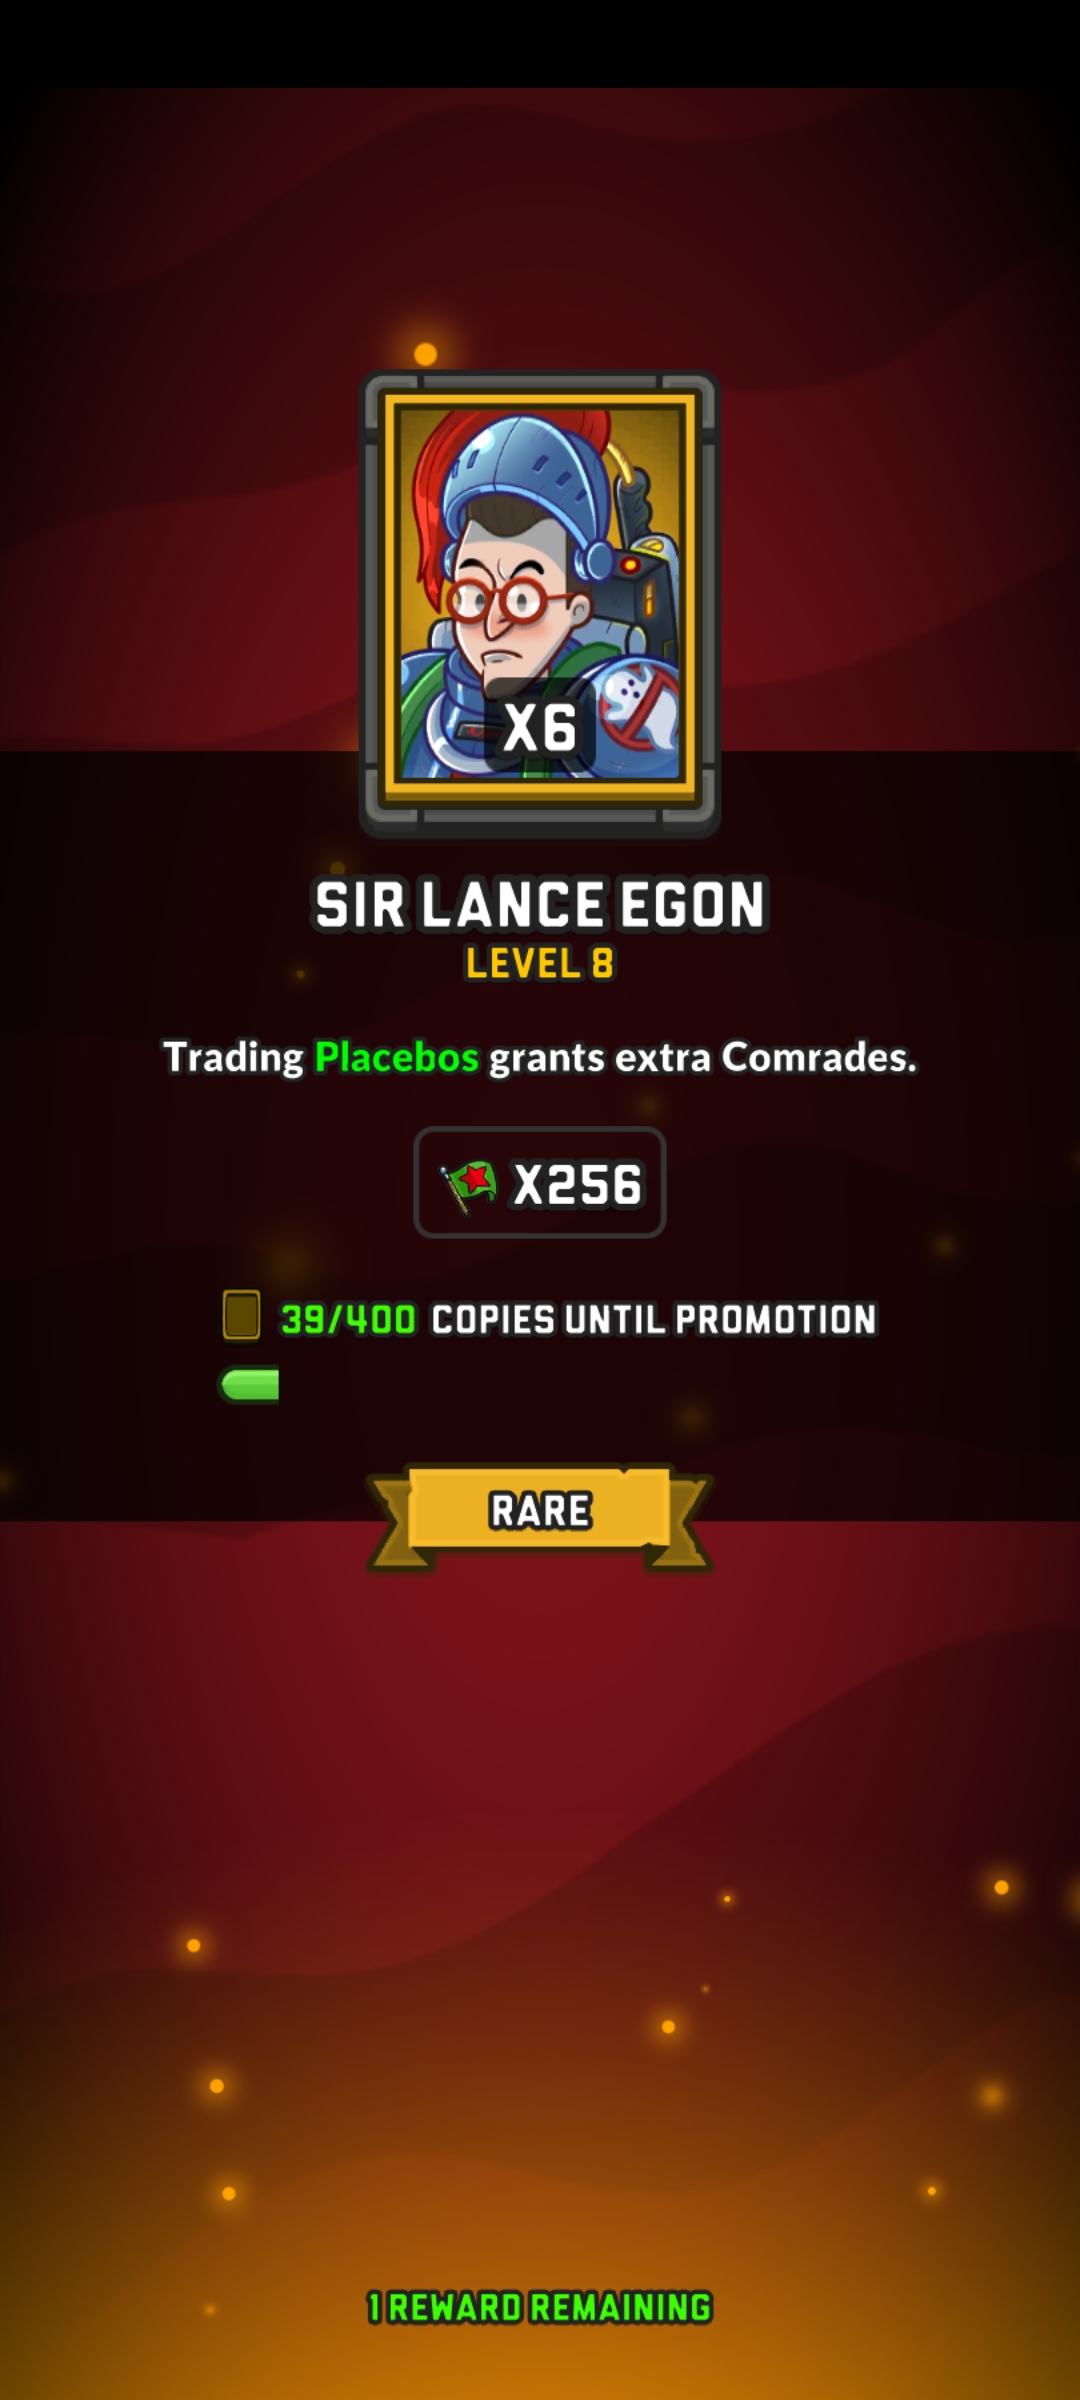 X6
SIR LANCE EGON
LEVEL 8
Trading Placebos grants extra Comrades.
X256
39/400 COPIES UNTIL PROMOTION
RARE
1 REWARD REMAINING